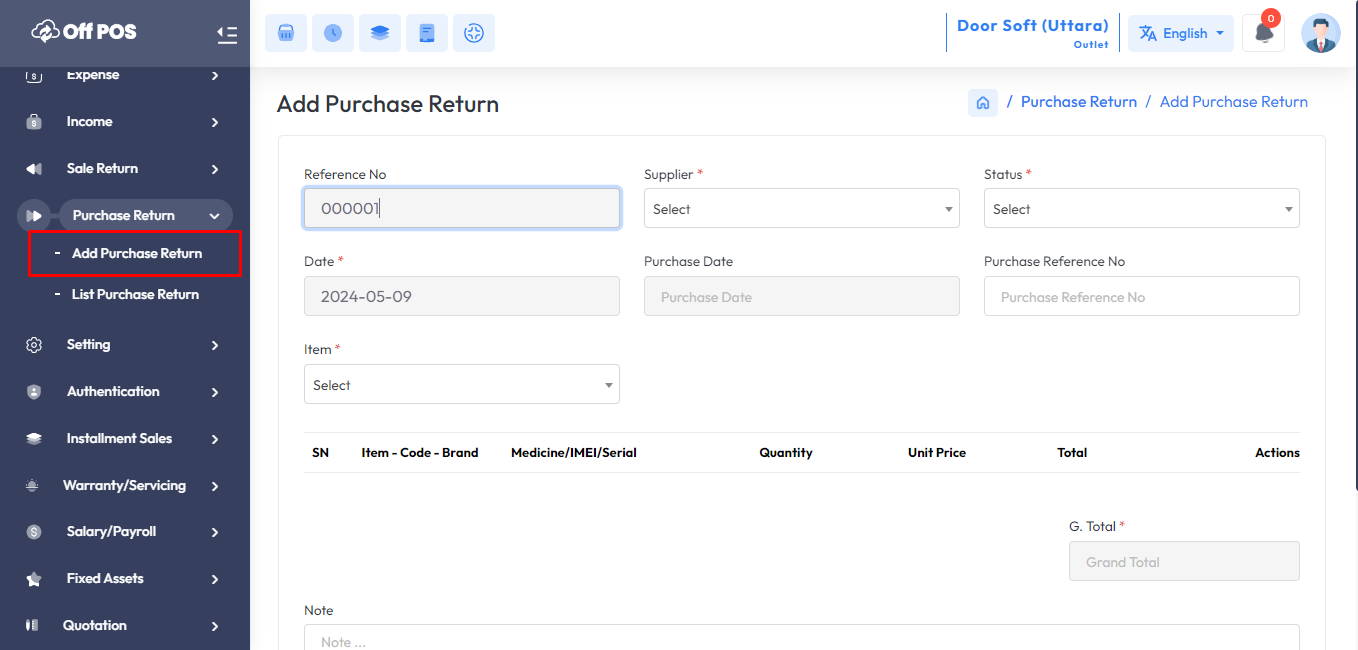 Off POS
Door Soft (Uttara)
Outlet
English
0
Expense
Income
Sale Return
Purchase Return
- Add Purchase Return
- List Purchase Return
Setting
Authentication
Installment Sales
Warranty/Servicing
Salary/Payroll
Fixed Assets
Quotation
Add Purchase Return
/ Purchase Return / Add Purchase Return
Reference No
Supplier *
Status *
000001
Select
Select
Date *
Purchase Date
Purchase Reference No
2024-05-09
Purchase Date
Purchase Reference No
Item *
Select
SN Item - Code - Brand Medicine/IMEI/Serial Quantity Unit Price Total Actions
G. Total *
Grand Total
Note
Note ...